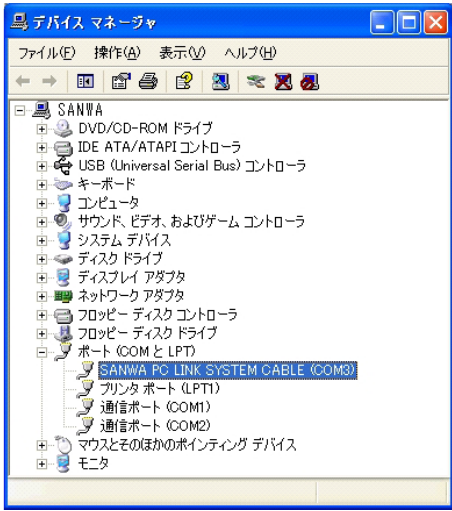 デバイス マネージャ
ファイル(F) 操作(A) 表示(V) ヘルプ(H)
SANWA
DVD/CD-ROM ドライブ
IDE ATA/ATAPI コントローラ
USB (Universal Serial Bus) コントローラ
キーボード
コンピュータ
サウンド、ビデオ、およびゲーム コントローラ
システム デバイス
ディスク ドライブ
ディスプレイ アダプタ
ネットワーク アダプタ
フロッピー ディスク コントローラ
フロッピー ディスク ドライブ
ポート (COM と LPT)
SANWA PC LINK SYSTEM CABLE (COM3)
プリンタ ポート (LPT1)
通信ポート (COM1)
通信ポート (COM2)
マウスとそのほかのポインティング デバイス
モニタ